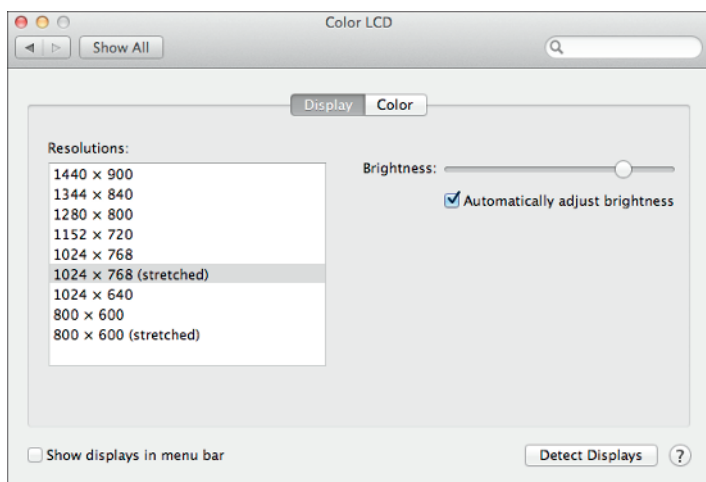 Color LCD
Show All
Display Color
Resolutions:
1440 × 900
1344 × 840
1280 × 800
1152 × 720
1024 × 768
1024 × 768 (stretched)
1024 × 640
800 × 600
800 × 600 (stretched)
Brightness:
Automatically adjust brightness
Show displays in menu bar
Detect Displays ?